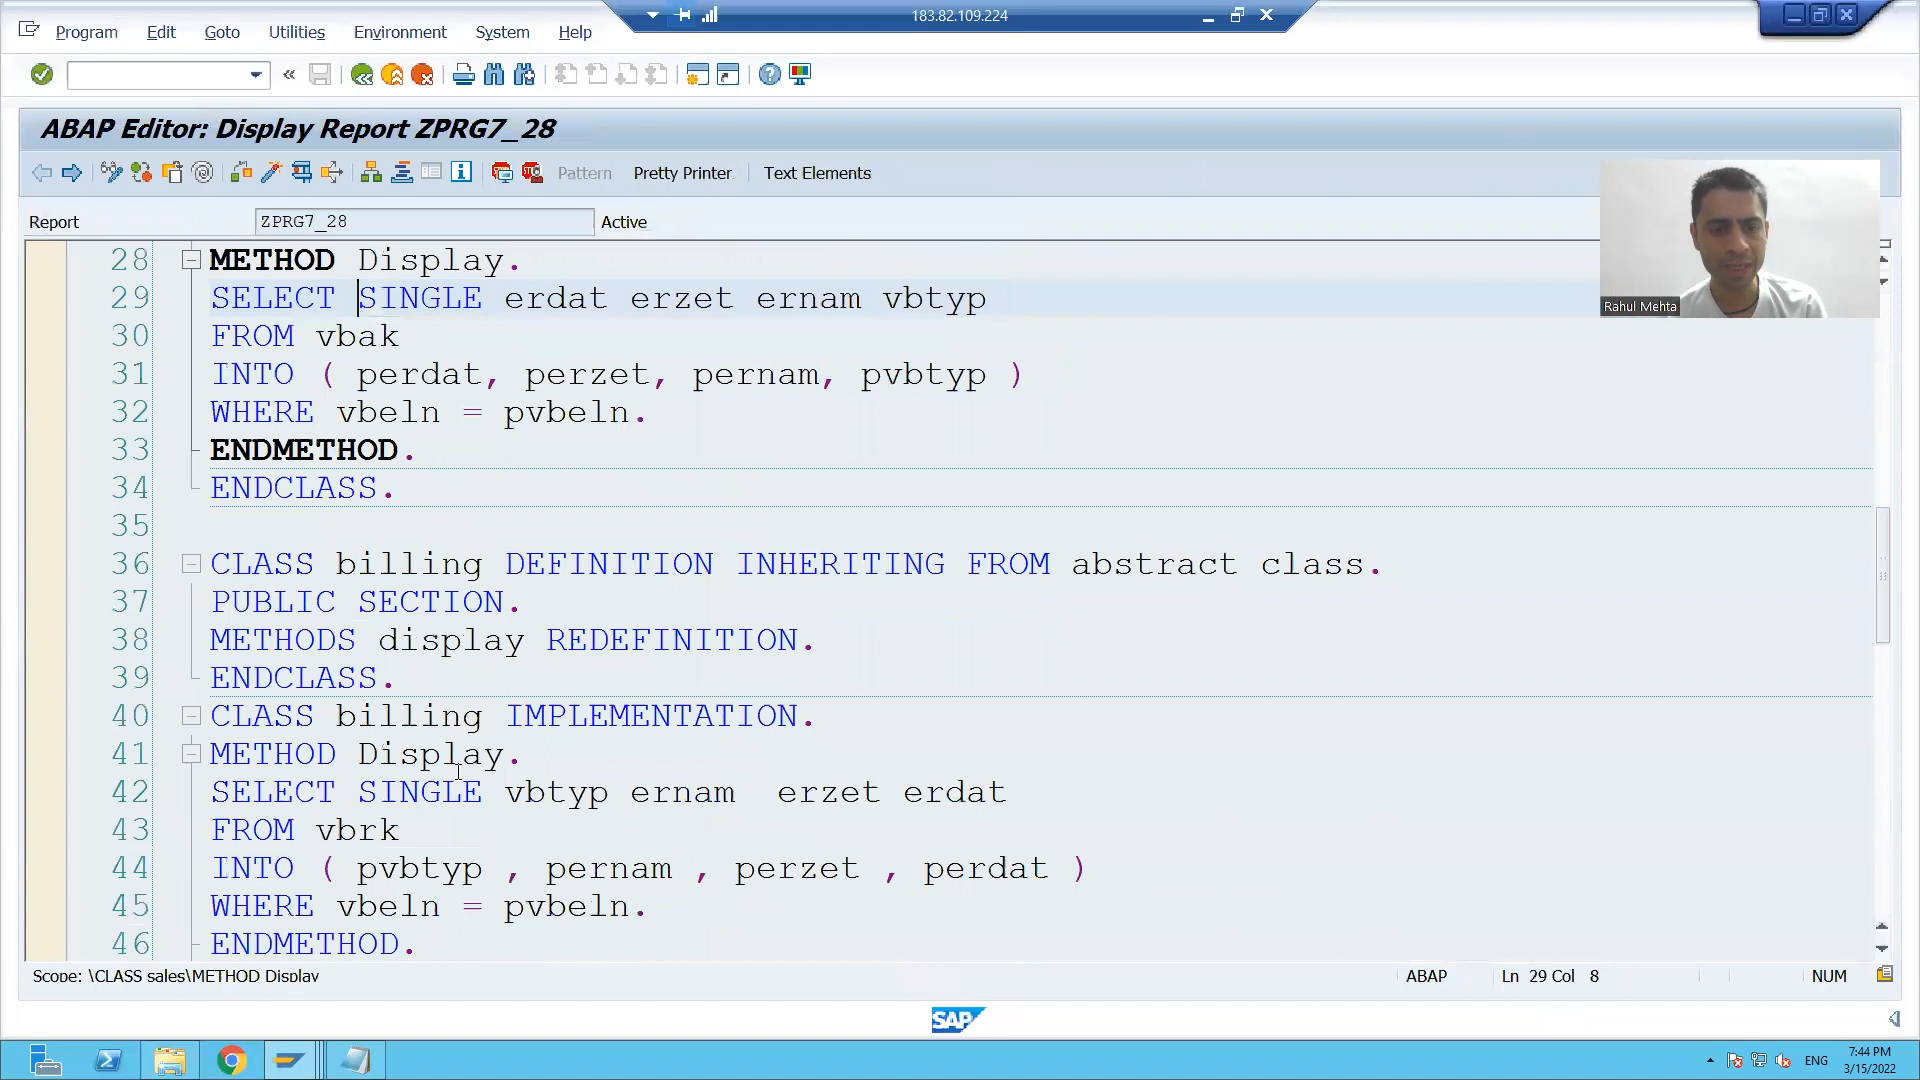 183.82.109.224
Program Edit Goto Utilities Environment System Help
ABAP Editor: Display Report ZPRG7_28
Pattern Pretty Printer Text Elements
Report ZPRG7_28 Active
Rahul Mehta
28 METHOD Display.
29 SELECT SINGLE erdat erzet ernam vbtyp
30 FROM vbak
31 INTO ( perdat, perzet, pernam, pvbtyp )
32 WHERE vbeln = pvbeln.
33 ENDMETHOD.
34 ENDCLASS.
35
36 CLASS billing DEFINITION INHERITING FROM abstract class.
37 PUBLIC SECTION.
38 METHODS display REDEFINITION.
39 ENDCLASS.
40 CLASS billing IMPLEMENTATION.
41 METHOD Display.
42 SELECT SINGLE vbtyp ernam  erzet erdat
43 FROM vbrk
44 INTO ( pvbtyp , pernam , perzet , perdat )
45 WHERE vbeln = pvbeln.
46 ENDMETHOD.
Scope: \CLASS sales\METHOD Display ABAP Ln 29 Col 8 NUM
SAP
ENG 7:44 PM
3/15/2022